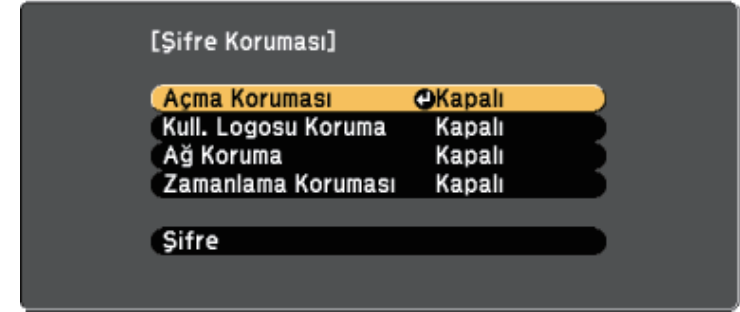 [Şifre Koruması]
Açma Koruması Kapalı
Kull. Logosu Koruma Kapalı
Ağ Koruma Kapalı
Zamanlama Koruması Kapalı
Şifre